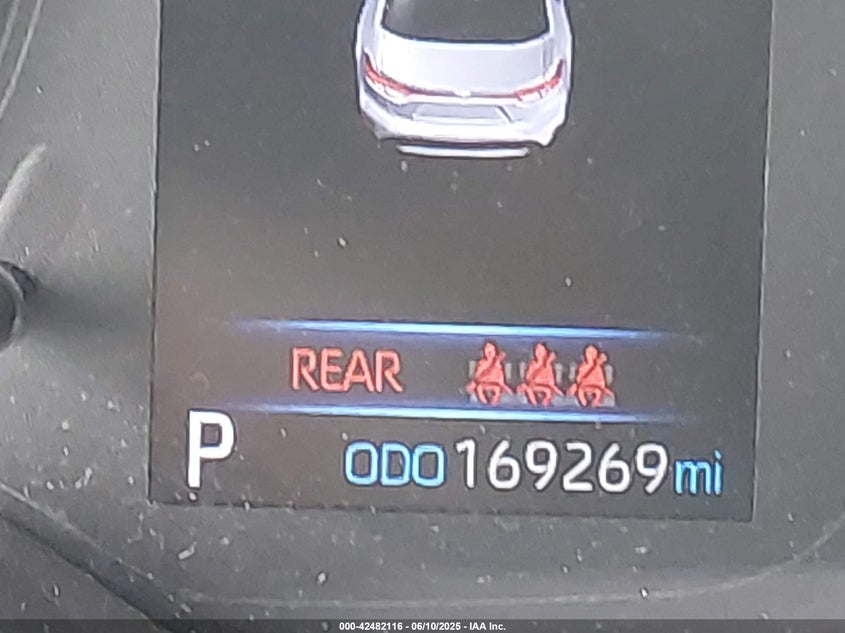 REAR
P ODO 169269 mi
000-42482116 - 06/10/2025 - IAA Inc.